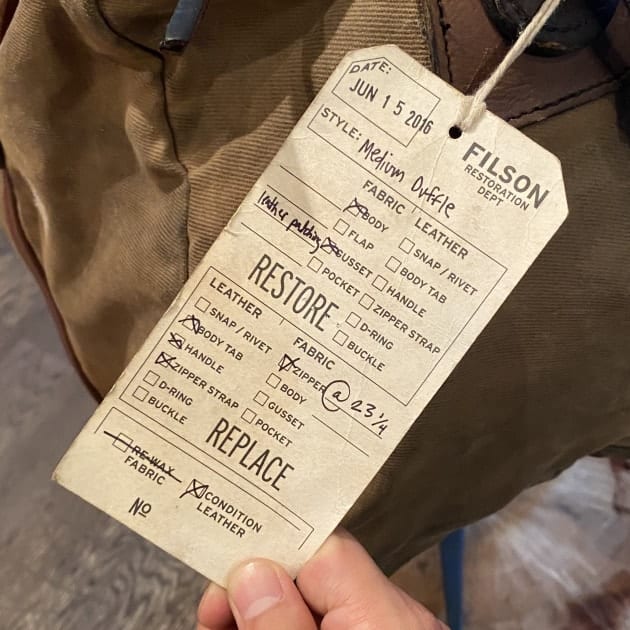 DATE:
JUN 15 2016
FILSON
RESTORATION
DEPT
STYLE: Medium Duffle
FABRIC
BODY
FLAP
leather patching GUSSET
POCKET
LEATHER
SNAP / RIVET
BODY TAB
HANDLE
ZIPPER STRAP
D-RING
BUCKLE
RESTORE
LEATHER
SNAP / RIVET
BODY TAB
HANDLE
ZIPPER STRAP
D-RING
BUCKLE
FABRIC
ZIPPER @ 23 1/4
BODY
GUSSET
POCKET
REPLACE
RE-WAX
FABRIC
CONDITION
LEATHER
Nº